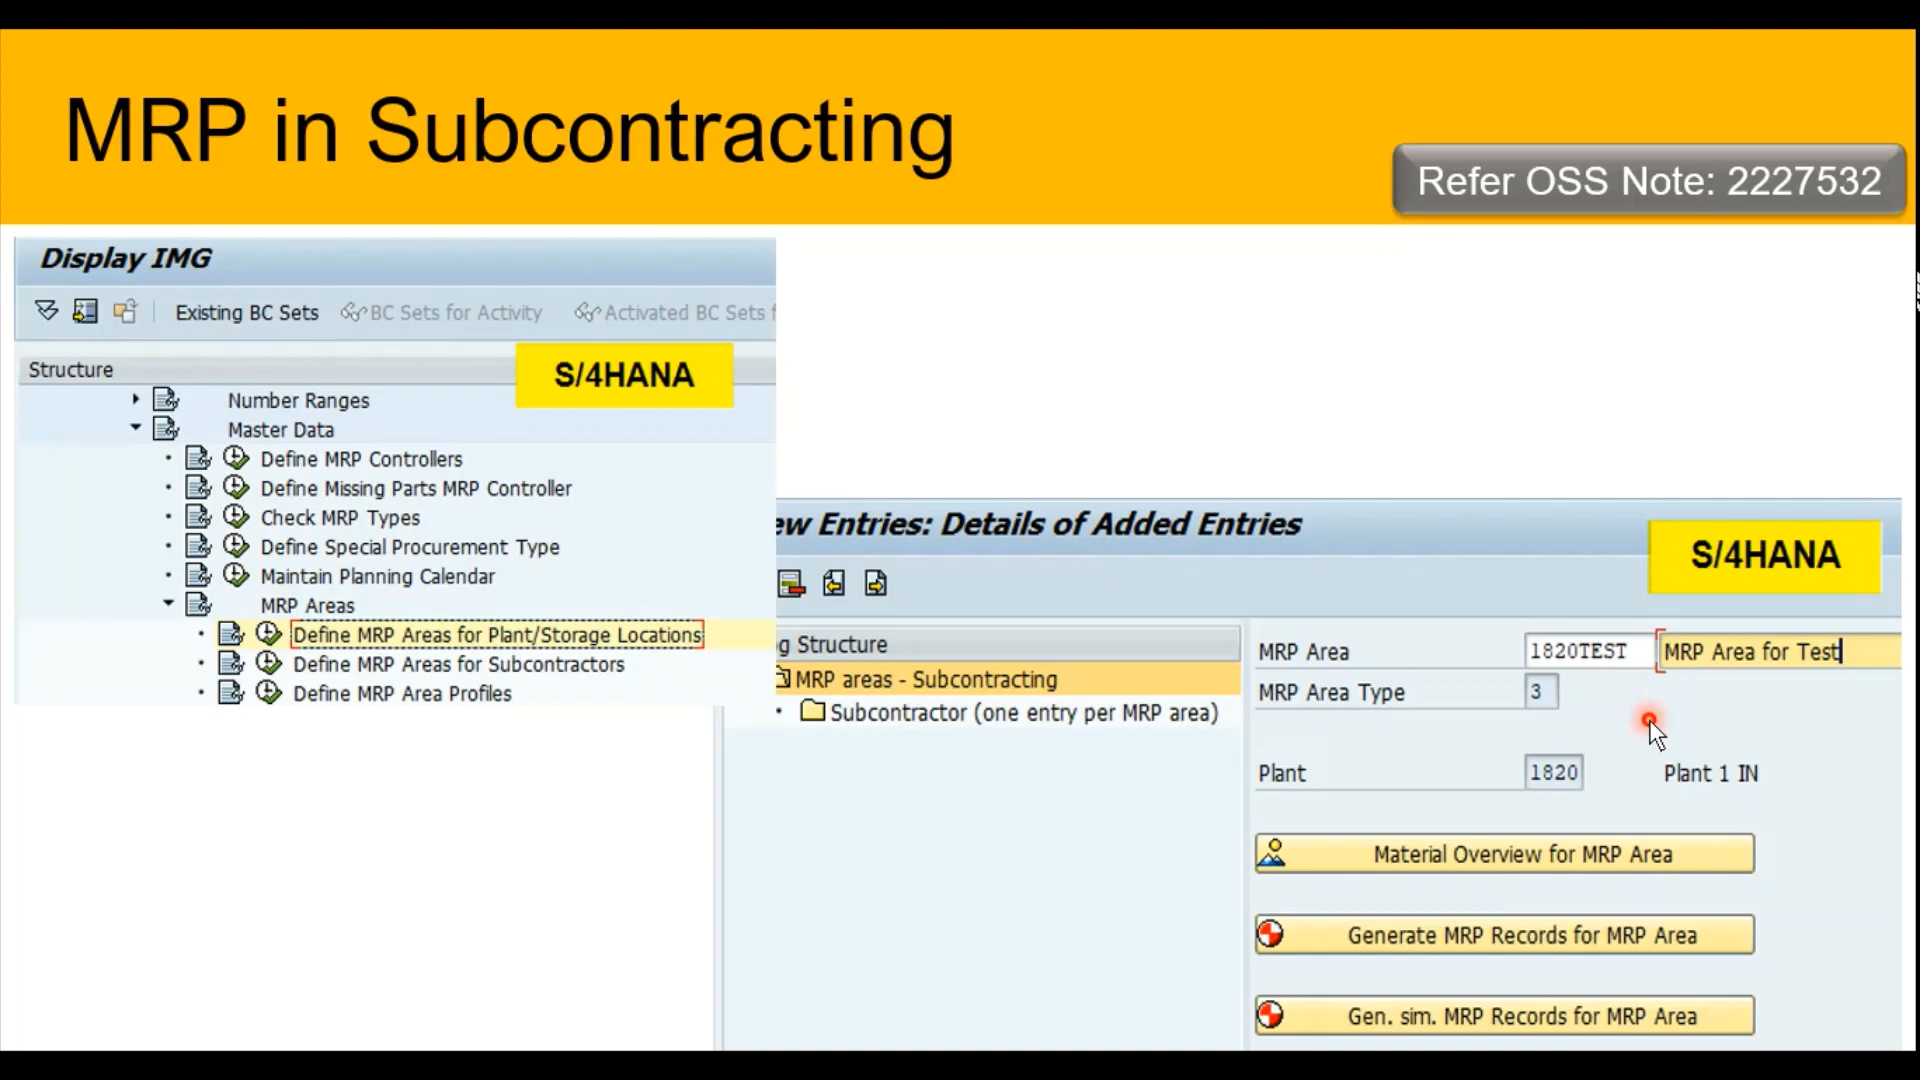 MRP in Subcontracting
Refer OSS Note: 2227532
Display IMG
Existing BC Sets BC Sets for Activity Activated BC Sets f
Structure
S/4HANA
Number Ranges
Master Data
Define MRP Controllers
Define Missing Parts MRP Controller
Check MRP Types
Define Special Procurement Type
Maintain Planning Calendar
MRP Areas
Define MRP Areas for Plant/Storage Locations
Define MRP Areas for Subcontractors
Define MRP Area Profiles
ew Entries: Details of Added Entries
S/4HANA
g Structure
MRP areas - Subcontracting
Subcontractor (one entry per MRP area)
MRP Area 1820TEST MRP Area for Test
MRP Area Type 3
Plant 1820 Plant 1 IN
Material Overview for MRP Area
Generate MRP Records for MRP Area
Gen. sim. MRP Records for MRP Area